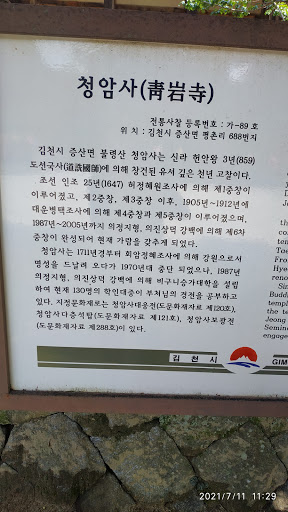 청암사(靑岩寺)
전통사찰 등록번호 : 가-89 호
위 치 : 김천시 증산면 평촌리 688번지
김천시 증산면 불령산 청암사는 신라 헌안왕 3년(859)
도선국사(道詵國師)에 의해 창건된 유서 깊은 천년 고찰이다.
조선 인조 25년(1647) 허정혜원조사에 의해 제1중창이
이루어졌고, 제2중창, 제3중창 이후, 1905년~1912년에
대운병택조사에 의해 제4중창과 제5중창이 이루어졌으며,
1987년~2005년까지 의정지형, 의진상덕 강백에 의해 제6차
중창이 완성되어 현재 가람을 갖추게 되었다.
청암사는 1711년경부터 회암정혜조사에 의해 강원으로서
명성을 드날려 오다가 1970년대 중단 되었으나, 1987년
의정지형, 의진상덕 강백에 의해 비구니승가대학을 설립
하여 현재 130명의 학인대중이 부처님의 경전을 공부하고
있다. 지정문화재로는 청암사대웅전(도문화재자료 제120호),
청암사다층석탑(도문화재자료 제121호), 청암사보광전
(도문화재자료 제288호)이 있다.
김 천 시
GIM
the
temp
Tae
Fro
Hye
reno
Sin
Budd
temp
the te
Jeong
Semin
engage
2021/7/11 11:29